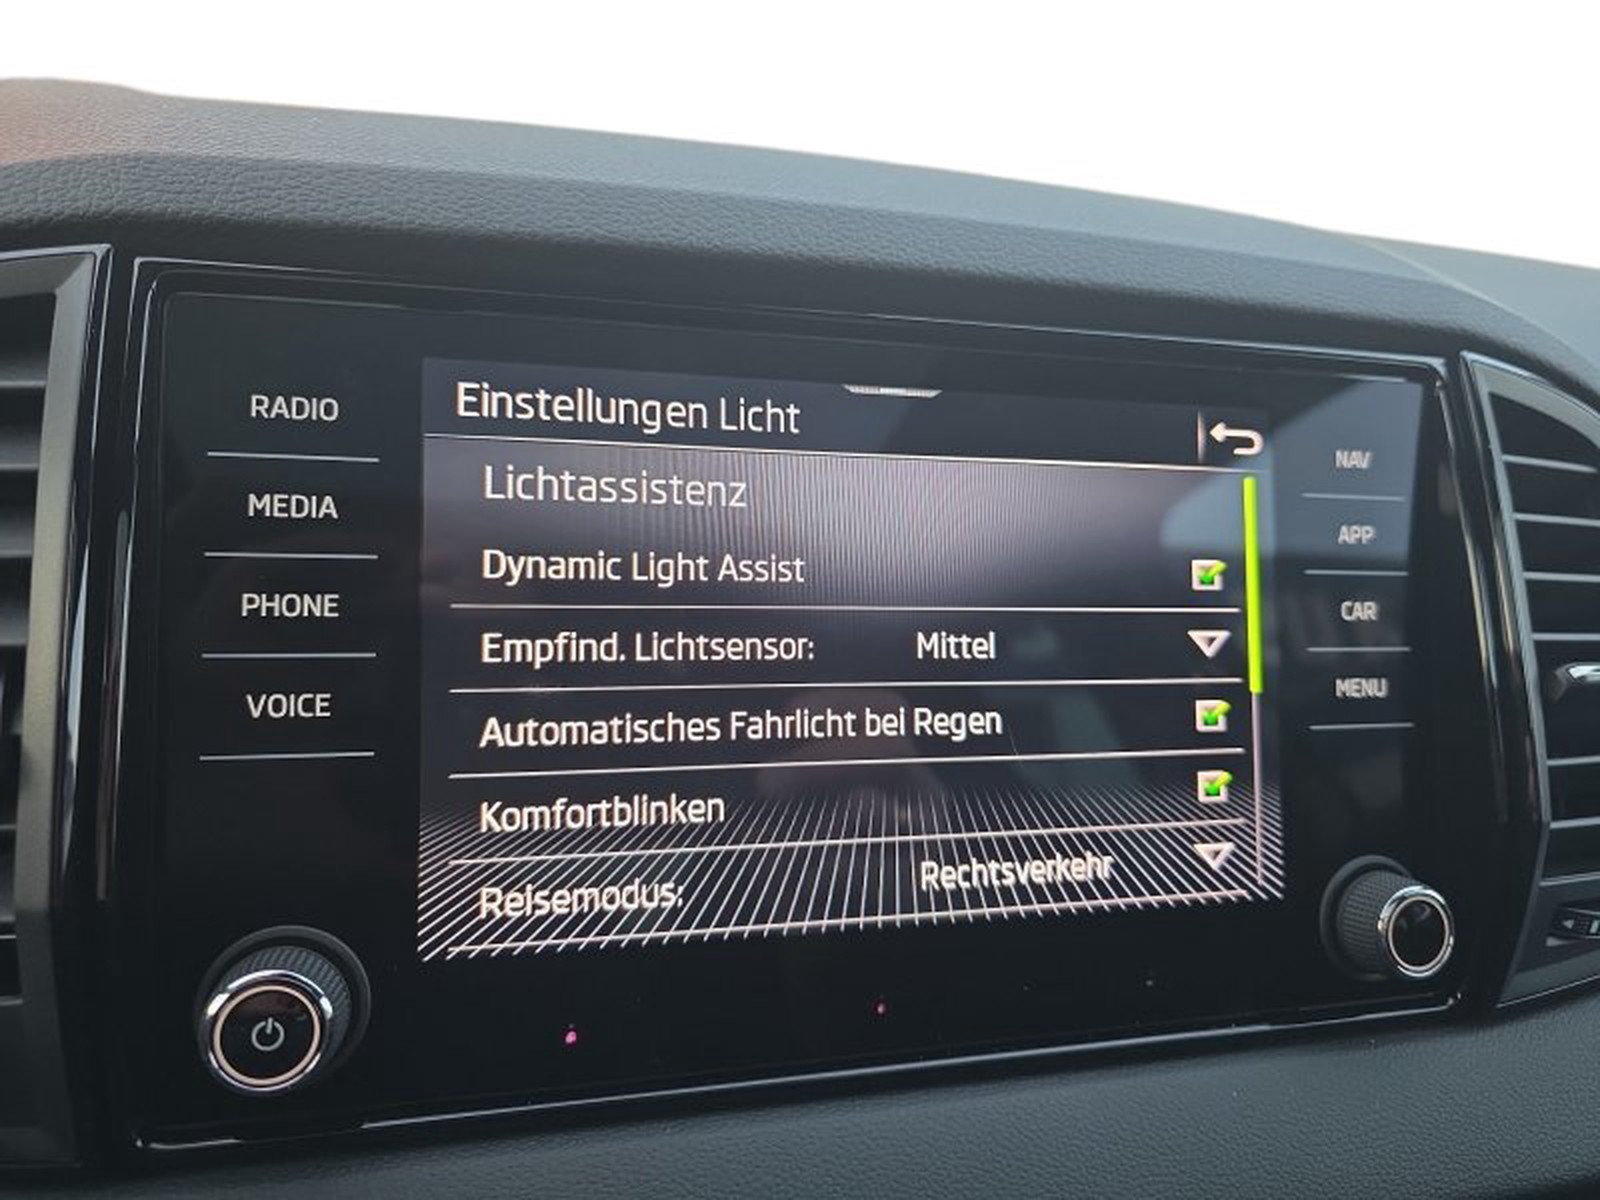 RADIO
MEDIA
PHONE
VOICE
Einstellungen Licht
Lichtassistenz
Dynamic Light Assist
Empfind. Lichtsensor: Mittel
Automatisches Fahrlicht bei Regen
Komfortblinken
Reisemodus: Rechtsverkehr
NAV
APP
CAR
MENU